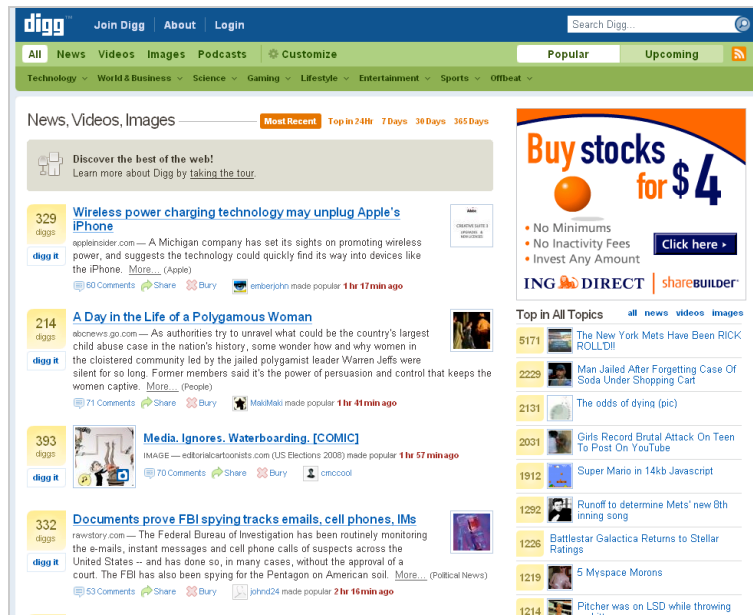 digg™ Join Digg About Login Search Digg...
All News Videos Images Podcasts Customize Popular Upcoming
Technology World & Business Science Gaming Lifestyle Entertainment Sports Offbeat
News, Videos, Images Most Recent Top in 24Hr 7 Days 30 Days 365 Days
Discover the best of the web!
Learn more about Digg by taking the tour.
329
diggs
digg it
Wireless power charging technology may unplug Apple's
iPhone
appleinsider.com — A Michigan company has set its sights on promoting wireless
power, and suggests the technology could quickly find its way into devices like
the iPhone. More... (Apple)
60 Comments Share Bury emberjohn made popular 1 hr 17 min ago
CREATIVE SUITE 3
214
diggs
digg it
A Day in the Life of a Polygamous Woman
abcnews.go.com — As authorities try to unravel what could be the country's largest
child abuse case in the nation's history, some wonder how and why women in
the cloistered community led by the jailed polygamist leader Warren Jeffs were
silent for so long. Former members said it's the power of persuasion and control that keeps the
women captive. More... (People)
71 Comments Share Bury MakiMaki made popular 1 hr 41 min ago
393
diggs
digg it
Media. Ignores. Waterboarding. [COMIC]
IMAGE — editorialcartoonists.com (US Elections 2008) made popular 1 hr 57 min ago
70 Comments Share Bury cmccool
332
diggs
digg it
Documents prove FBI spying tracks emails, cell phones, IMs
rawstory.com — The Federal Bureau of Investigation has been routinely monitoring
the e-mails, instant messages and cell phone calls of suspects across the
United States -- and has done so, in many cases, without the approval of a
court. The FBI has also been spying for the Pentagon on American soil. More... (Political News)
53 Comments Share Bury johnd24 made popular 2 hr 16 min ago
Buy stocks
for $4
• No Minimums
• No Inactivity Fees
• Invest Any Amount
Click here ›
ING DIRECT | SHAREBUILDER®
Top in All Topics all news videos images
5171 The New York Mets Have Been RICK
ROLL'D!!
2229 Man Jailed After Forgetting Case Of
Soda Under Shopping Cart
2131 The odds of dying (pic)
2031 Girls Record Brutal Attack On Teen
To Post On YouTube
1912 Super Mario in 14kb Javascript
1292 Runoff to determine Mets' new 8th
inning song
1226 Battlestar Galactica Returns to Stellar
Ratings
1219 5 Myspace Morons
1214 Pitcher was on LSD while throwing